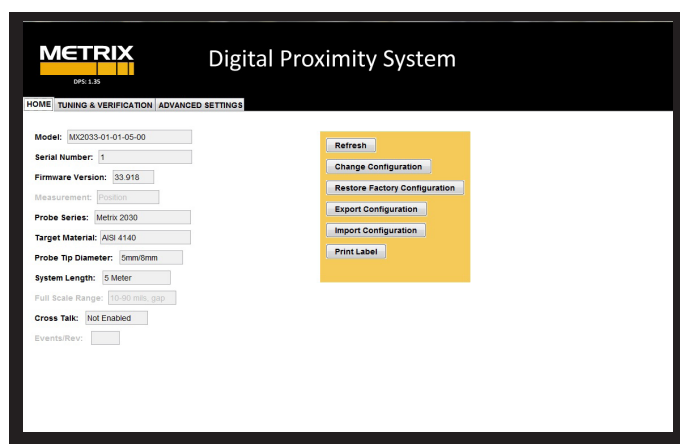 METRIX
DPS: 1.35
Digital Proximity System
HOME TUNING & VERIFICATION ADVANCED SETTINGS
Model: MX2033-01-01-05-00
Serial Number: 1
Firmware Version: 33.918
Measurement: Position
Probe Series: Metrix 2030
Target Material: AISI 4140
Probe Tip Diameter: 5mm/8mm
System Length: 5 Meter
Full Scale Range: 10-90 mils, gap
Cross Talk: Not Enabled
Events/Rev:
Refresh
Change Configuration
Restore Factory Configuration
Export Configuration
Import Configuration
Print Label